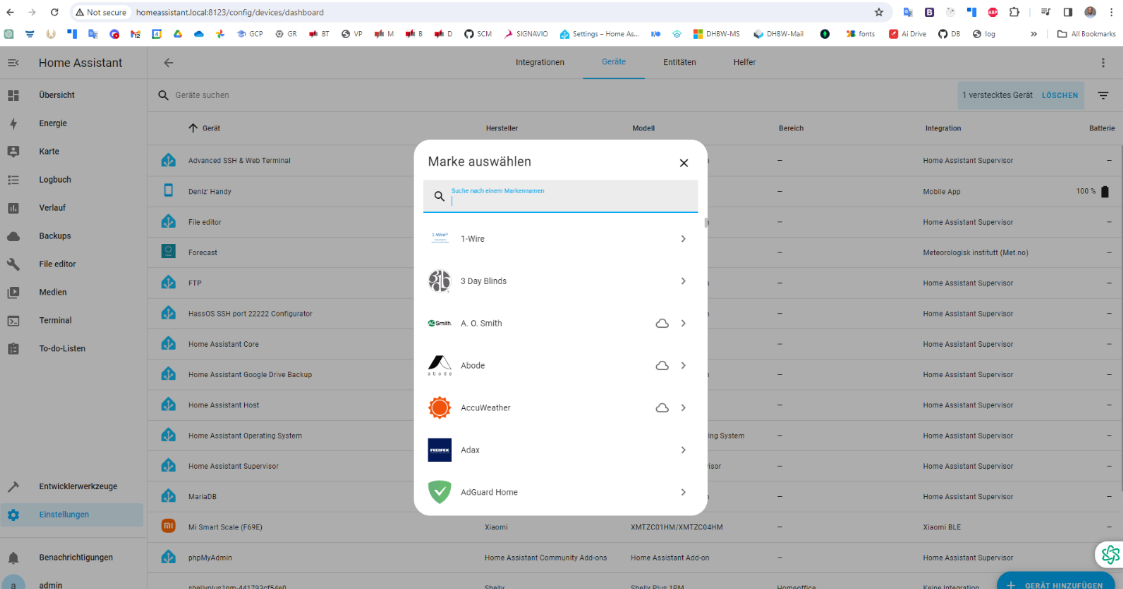 Not secure homeassistant.local:8123/config/devices/dashboard
GCP GR BT VP M B D SCM SIGNAVIO Settings – Home As... DHBW-MS DHBW-Mail fonts Ai Drive DB log » All Bookmarks
Home Assistant Integrationen Geräte Entitäten Helfer
Übersicht
Energie
Karte
Logbuch
Verlauf
Backups
File editor
Medien
Terminal
To-do-Listen
Entwicklerwerkzeuge
Einstellungen
Benachrichtigungen
a admin
Geräte suchen 1 verstecktes Gerät LÖSCHEN
Gerät Hersteller Modell Bereich Integration Batterie
Advanced SSH & Web Terminal – Home Assistant Supervisor –
Deniz' Handy – Mobile App 100 %
File editor – Home Assistant Supervisor –
Forecast – Meteorologisk institutt (Met.no) –
FTP – Home Assistant Supervisor –
HassOS SSH port 22222 Configurator – Home Assistant Supervisor –
Home Assistant Core – Home Assistant Supervisor –
Home Assistant Google Drive Backup – Home Assistant Supervisor –
Home Assistant Host – Home Assistant Supervisor –
Home Assistant Operating System ing System – Home Assistant Supervisor –
Home Assistant Supervisor visor – Home Assistant Supervisor –
MariaDB – Home Assistant Supervisor –
Mi Smart Scale (F69E) Xiaomi XMTZC01HM/XMTZC04HM – Xiaomi BLE –
phpMyAdmin Home Assistant Community Add-ons Home Assistant Add-on – Home Assistant Supervisor –
Shelly Plus 1PM Homeoffice Keine Integration
GERÄT HINZUFÜGEN
Marke auswählen
Suche nach einem Markennamen
1-Wire
3 Day Blinds
A. O. Smith
Abode
AccuWeather
Adax
AdGuard Home